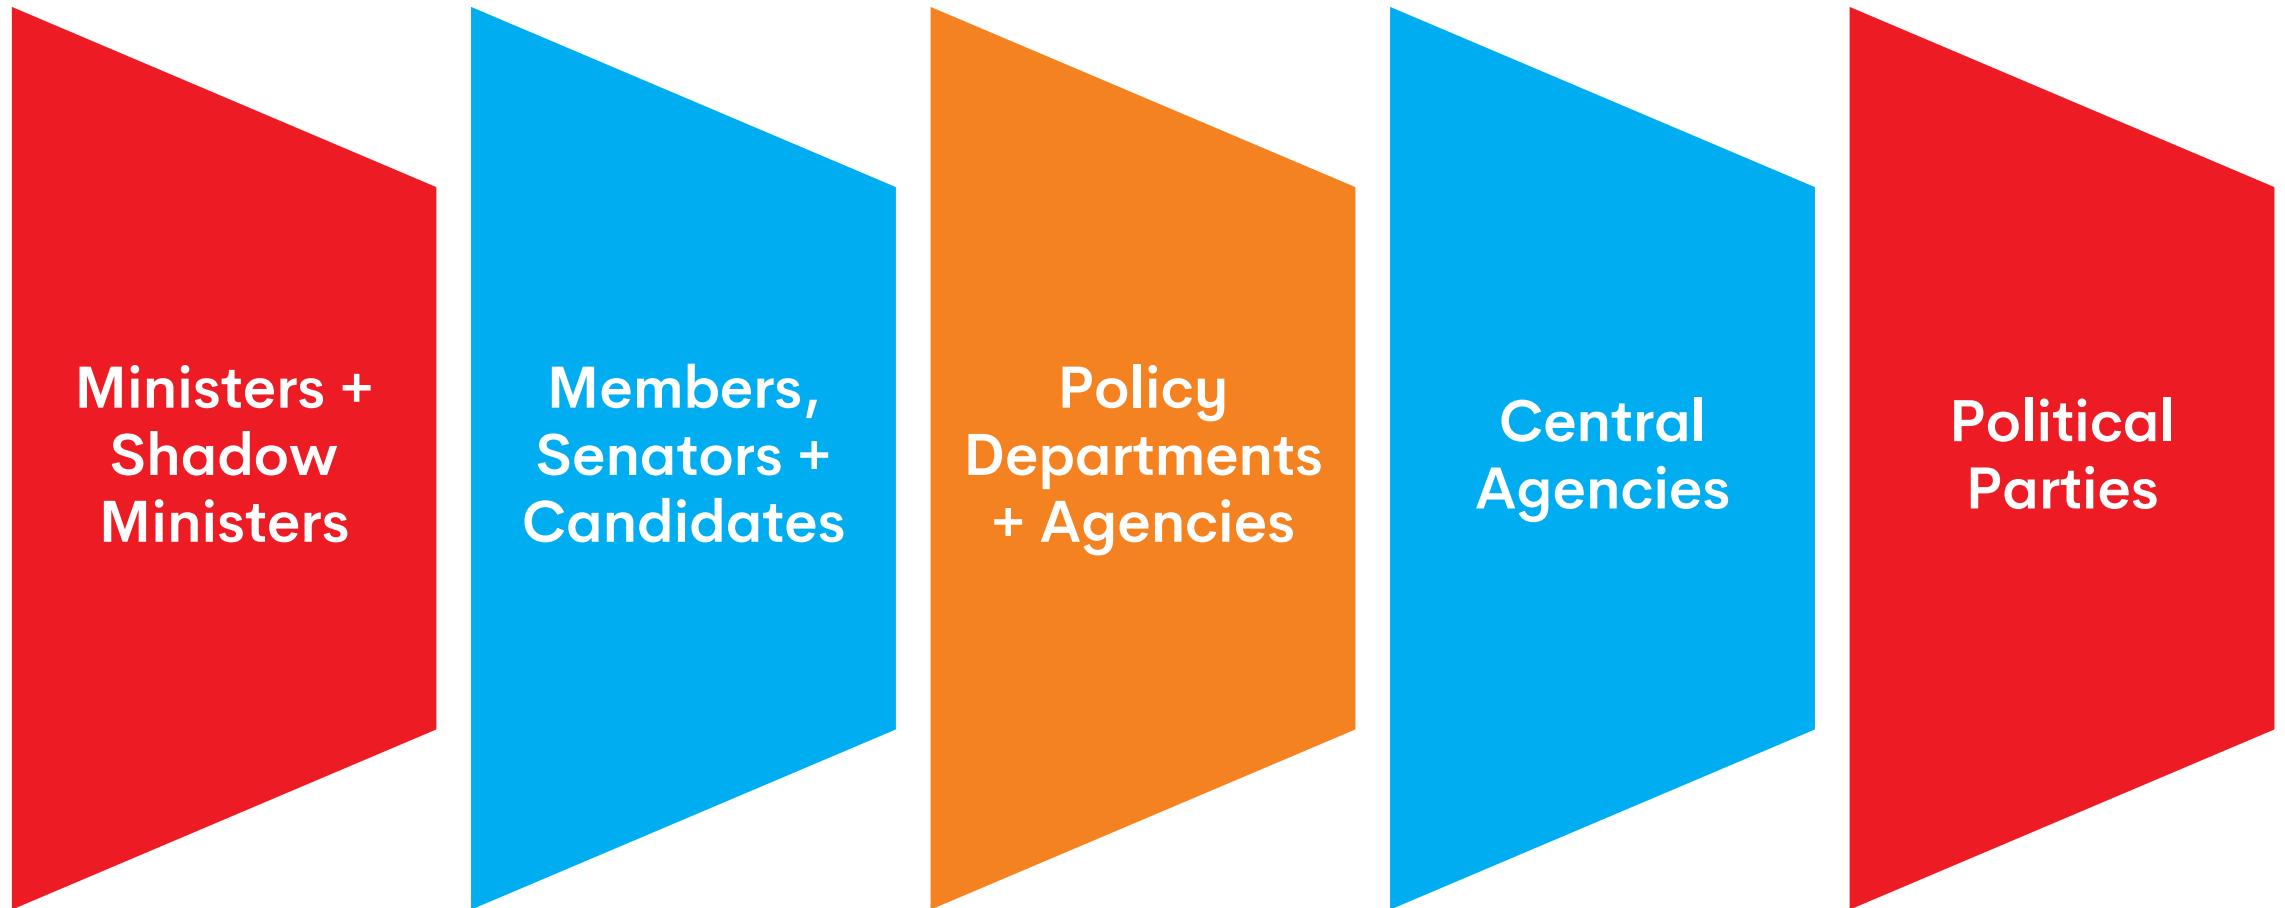 Ministers +
Shadow
Ministers
Members,
Senators +
Candidates
Policy
Departments
+ Agencies
Central
Agencies
Political
Parties